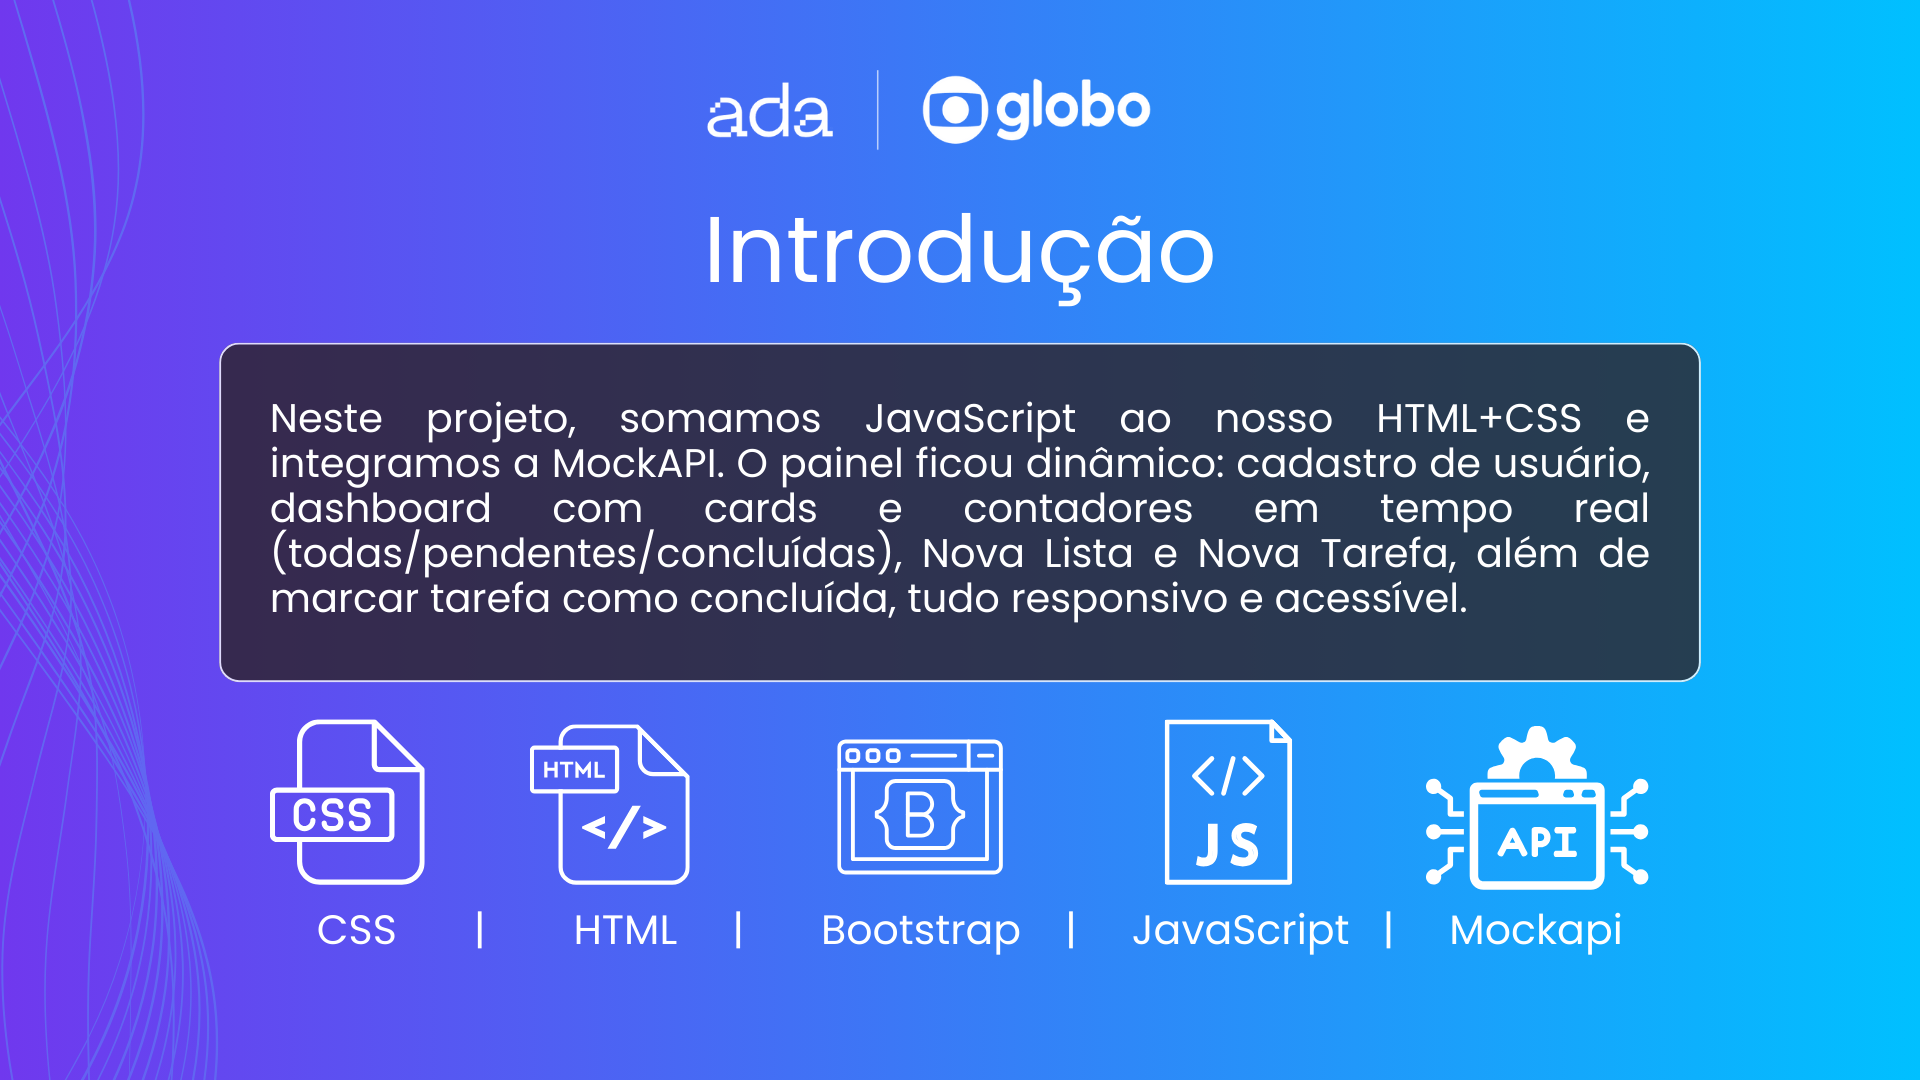 ada | globo
Introdução
Neste projeto, somamos JavaScript ao nosso HTML+CSS e
integramos a MockAPI. O painel ficou dinâmico: cadastro de usuário,
dashboard com cards e contadores em tempo real
(todas/pendentes/concluídas), Nova Lista e Nova Tarefa, além de
marcar tarefa como concluída, tudo responsivo e acessível.
CSS
HTML
</>
B
</>
JS
API
CSS | HTML | Bootstrap | JavaScript | Mockapi